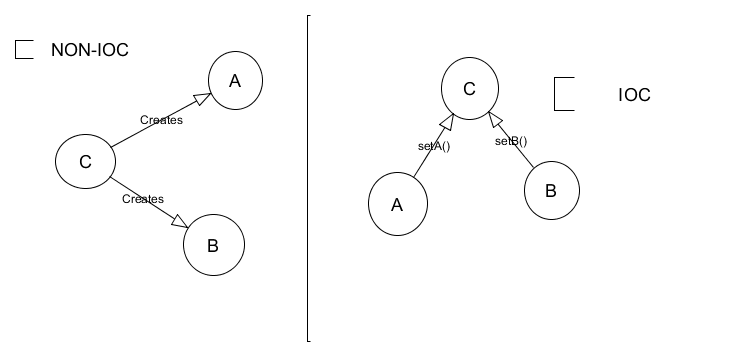 NON-IOC
A
Creates
C
Creates
B
C
IOC
setA()
setB()
A
B